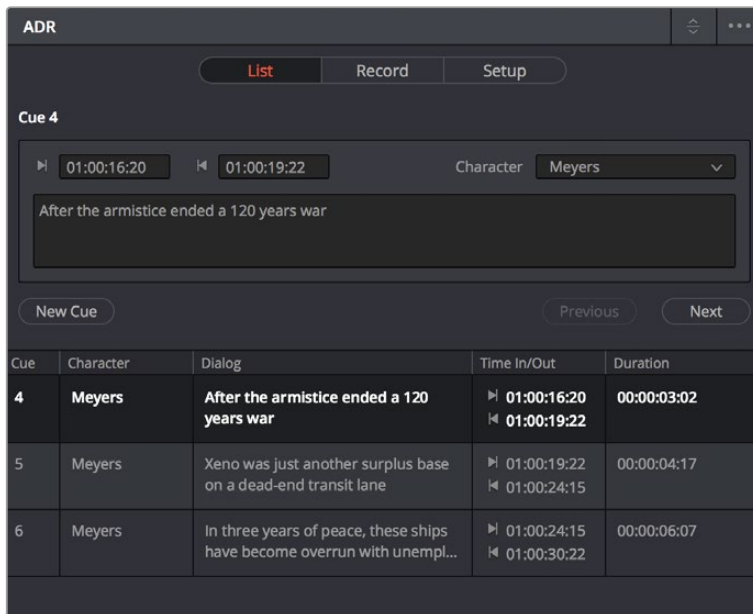 ADR
List Record Setup
Cue 4
01:00:16:20 01:00:19:22 Character Meyers
After the armistice ended a 120 years war
New Cue Previous Next
Cue Character Dialog Time In/Out Duration
4 Meyers After the armistice ended a 120 01:00:16:20 00:00:03:02
years war 01:00:19:22
5 Meyers Xeno was just another surplus base 01:00:19:22 00:00:04:17
on a dead-end transit lane 01:00:24:15
6 Meyers In three years of peace, these ships 01:00:24:15 00:00:06:07
have become overrun with unempl... 01:00:30:22